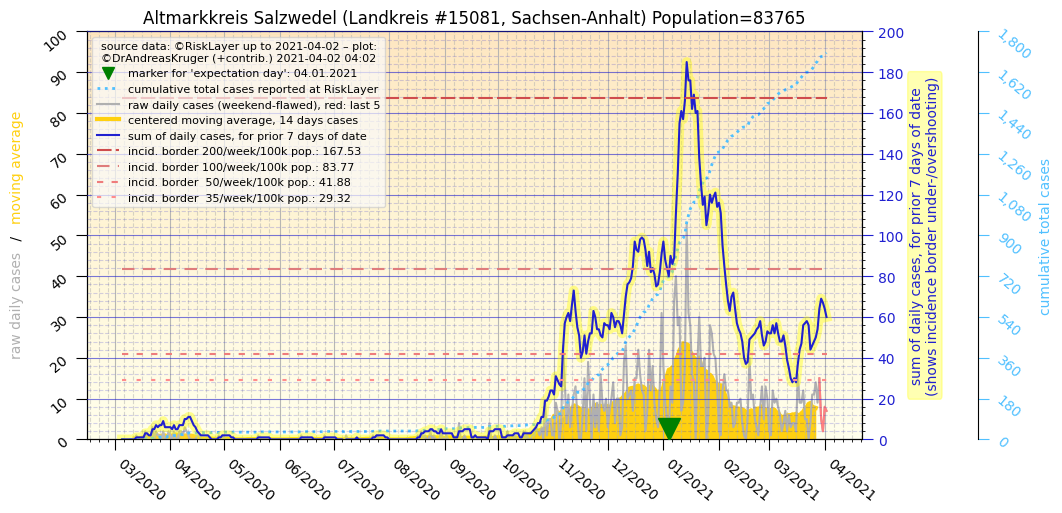 Altmarkkreis Salzwedel (Landkreis #15081, Sachsen-Anhalt) Population=83765
source data: ©RiskLayer up to 2021-04-02 – plot:
©DrAndreasKruger (+contrib.) 2021-04-02 04:02
marker for 'expectation day': 04.01.2021
cumulative total cases reported at RiskLayer
raw daily cases (weekend-flawed), red: last 5
centered moving average, 14 days cases
sum of daily cases, for prior 7 days of date
incid. border 200/week/100k pop.: 167.53
incid. border 100/week/100k pop.: 83.77
incid. border  50/week/100k pop.: 41.88
incid. border  35/week/100k pop.: 29.32
raw daily cases  /  moving average
100
90
80
70
60
50
40
30
20
10
0
03/2020
04/2020
05/2020
06/2020
07/2020
08/2020
09/2020
10/2020
11/2020
12/2020
01/2021
02/2021
03/2021
04/2021
200
180
160
140
120
100
80
60
40
20
0
sum of daily cases, for prior 7 days of date
(shows incidence border under-/overshooting)
1,800
1,620
1,440
1,260
1,080
900
720
540
360
180
0
cumulative total cases